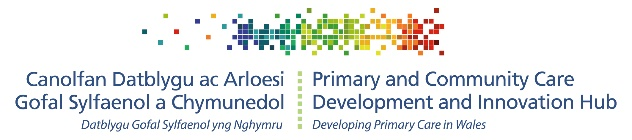 Canolfan Datblygu ac Arloesi
Gofal Sylfaenol a Chymunedol
Datblygu Gofal Sylfaenol yng Nghymru
Primary and Community Care
Development and Innovation Hub
Developing Primary Care in Wales